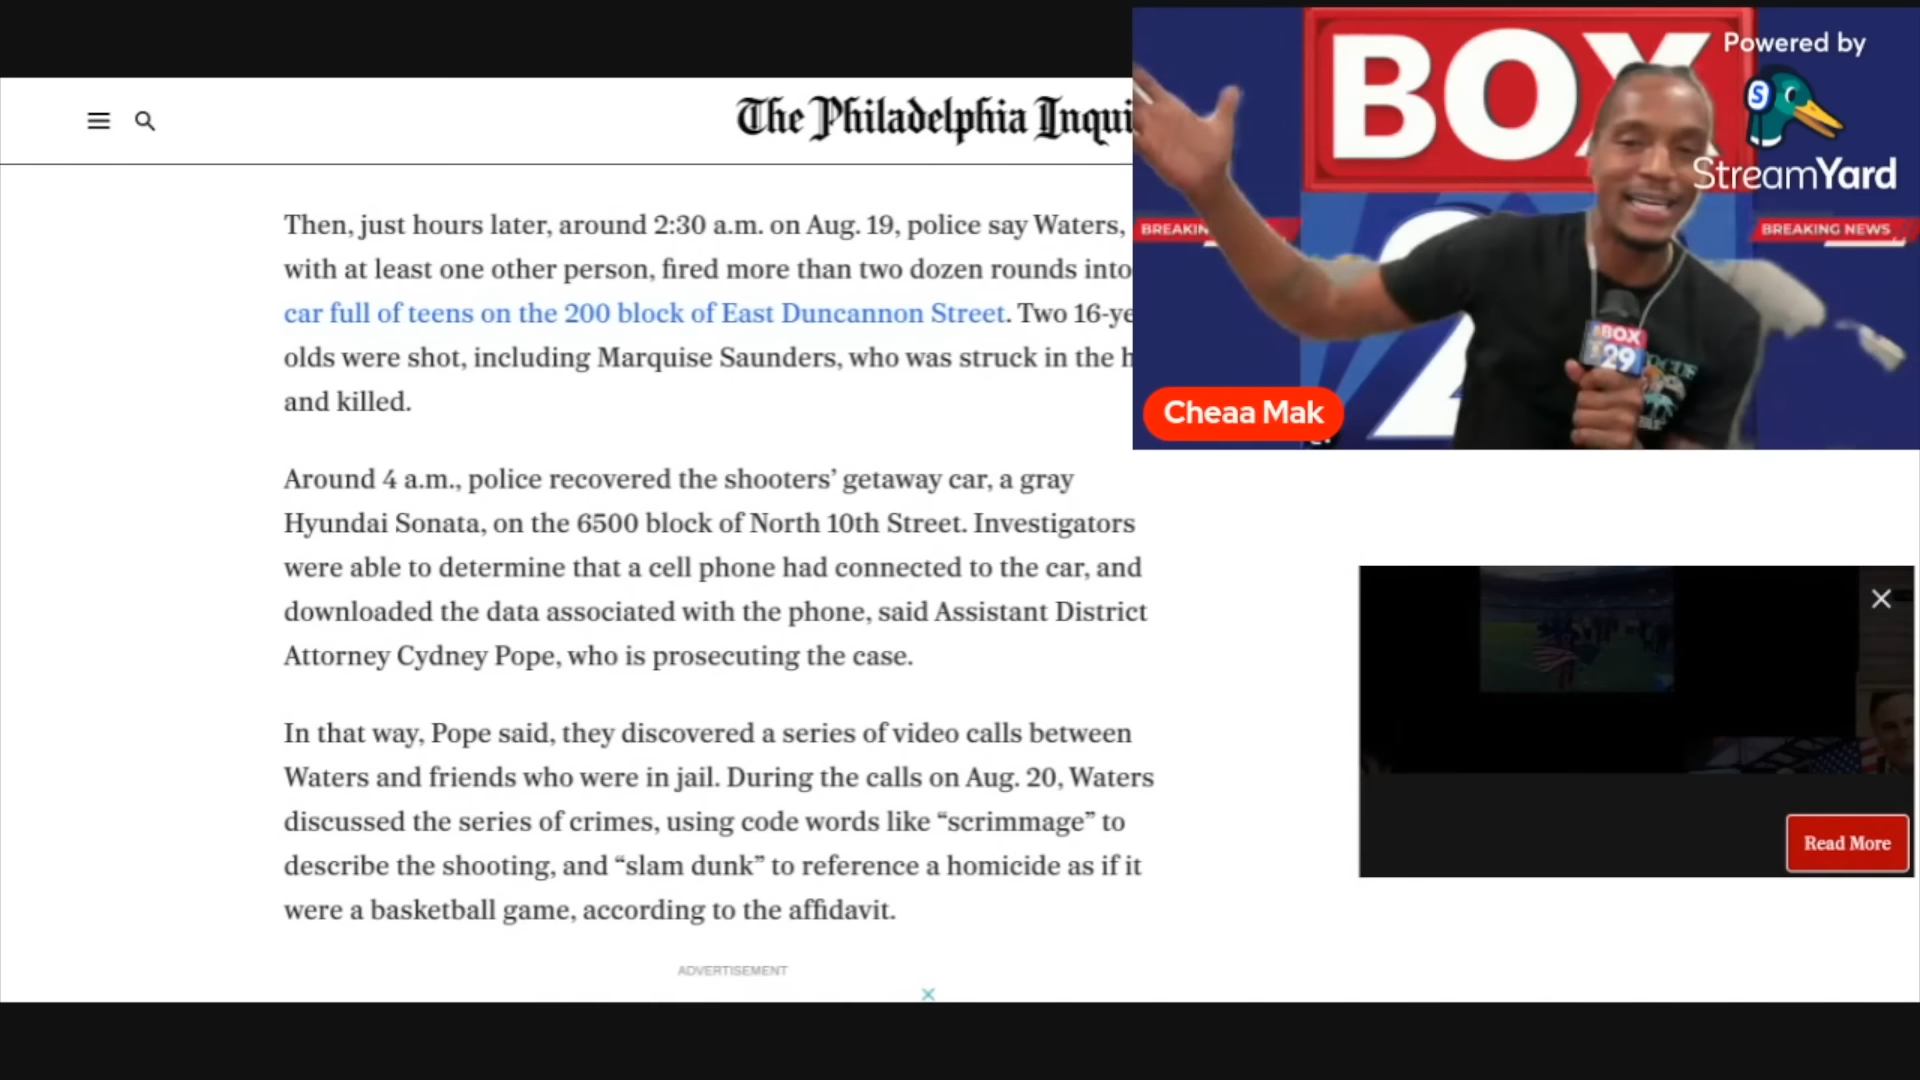 The Philadelphia Inqui
Then, just hours later, around 2:30 a.m. on Aug. 19, police say Waters,
with at least one other person, fired more than two dozen rounds into
car full of teens on the 200 block of East Duncannon Street. Two 16-ye
olds were shot, including Marquise Saunders, who was struck in the h
and killed.
Around 4 a.m., police recovered the shooters’ getaway car, a gray
Hyundai Sonata, on the 6500 block of North 10th Street. Investigators
were able to determine that a cell phone had connected to the car, and
downloaded the data associated with the phone, said Assistant District
Attorney Cydney Pope, who is prosecuting the case.
In that way, Pope said, they discovered a series of video calls between
Waters and friends who were in jail. During the calls on Aug. 20, Waters
discussed the series of crimes, using code words like “scrimmage” to
describe the shooting, and “slam dunk” to reference a homicide as if it
were a basketball game, according to the affidavit.
ADVERTISEMENT
BOX
Powered by
S
StreamYard
BREAKIN
BREAKING NEWS
2
BOX
29
Cheaa Mak
Read More